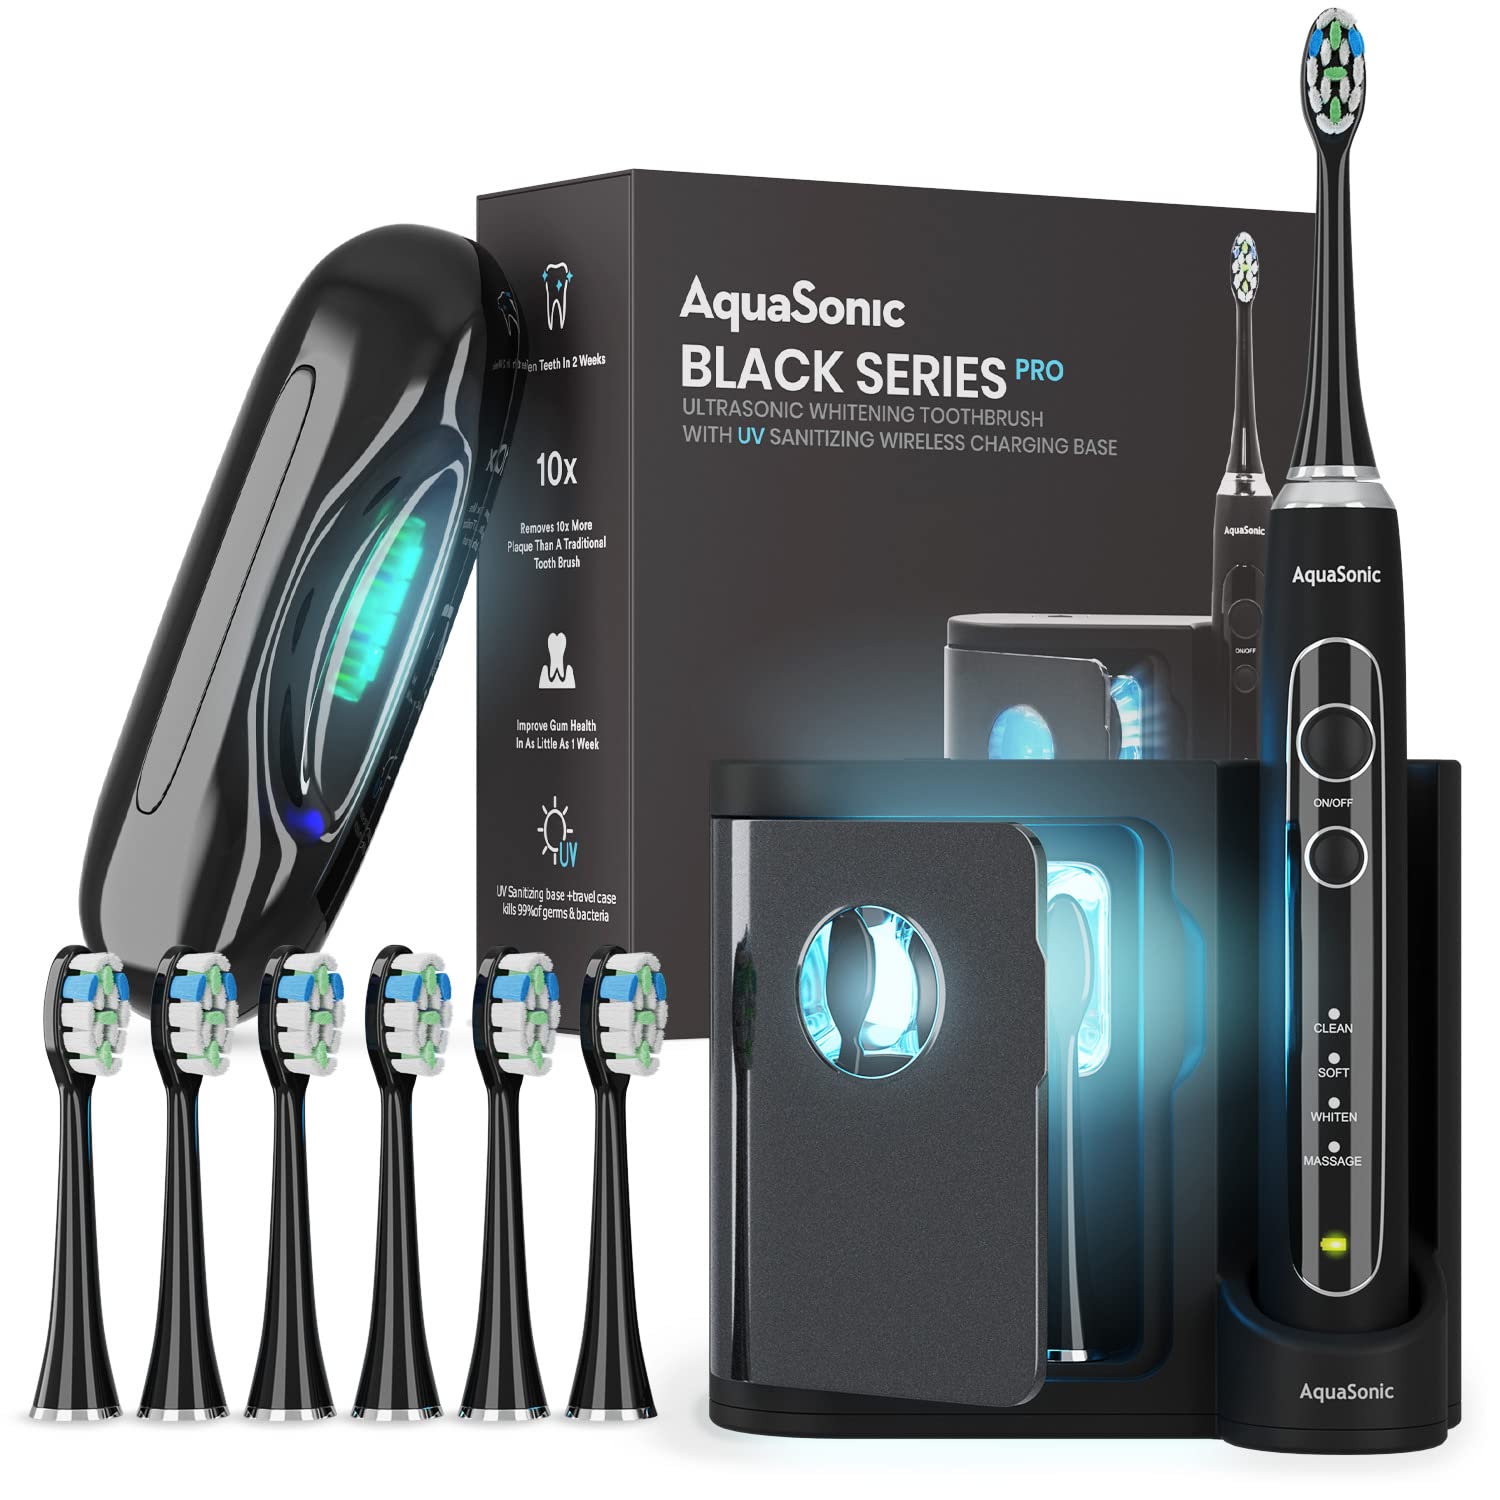 AquaSonic
BLACK SERIES PRO
ULTRASONIC WHITENING TOOTHBRUSH
WITH UV SANITIZING WIRELESS CHARGING BASE
Teeth In 2 Weeks
10x
Removes 10x More
Plaque Than A Traditional
Tooth Brush
Improve Gum Health
In As Little As 1 Week
UV
UV Sanitizing base +travel case
kills 99% of germs & bacteria
AquaSonic
ON/OFF
AquaSonic
ON/OFF
CLEAN
SOFT
WHITEN
MASSAGE
AquaSonic